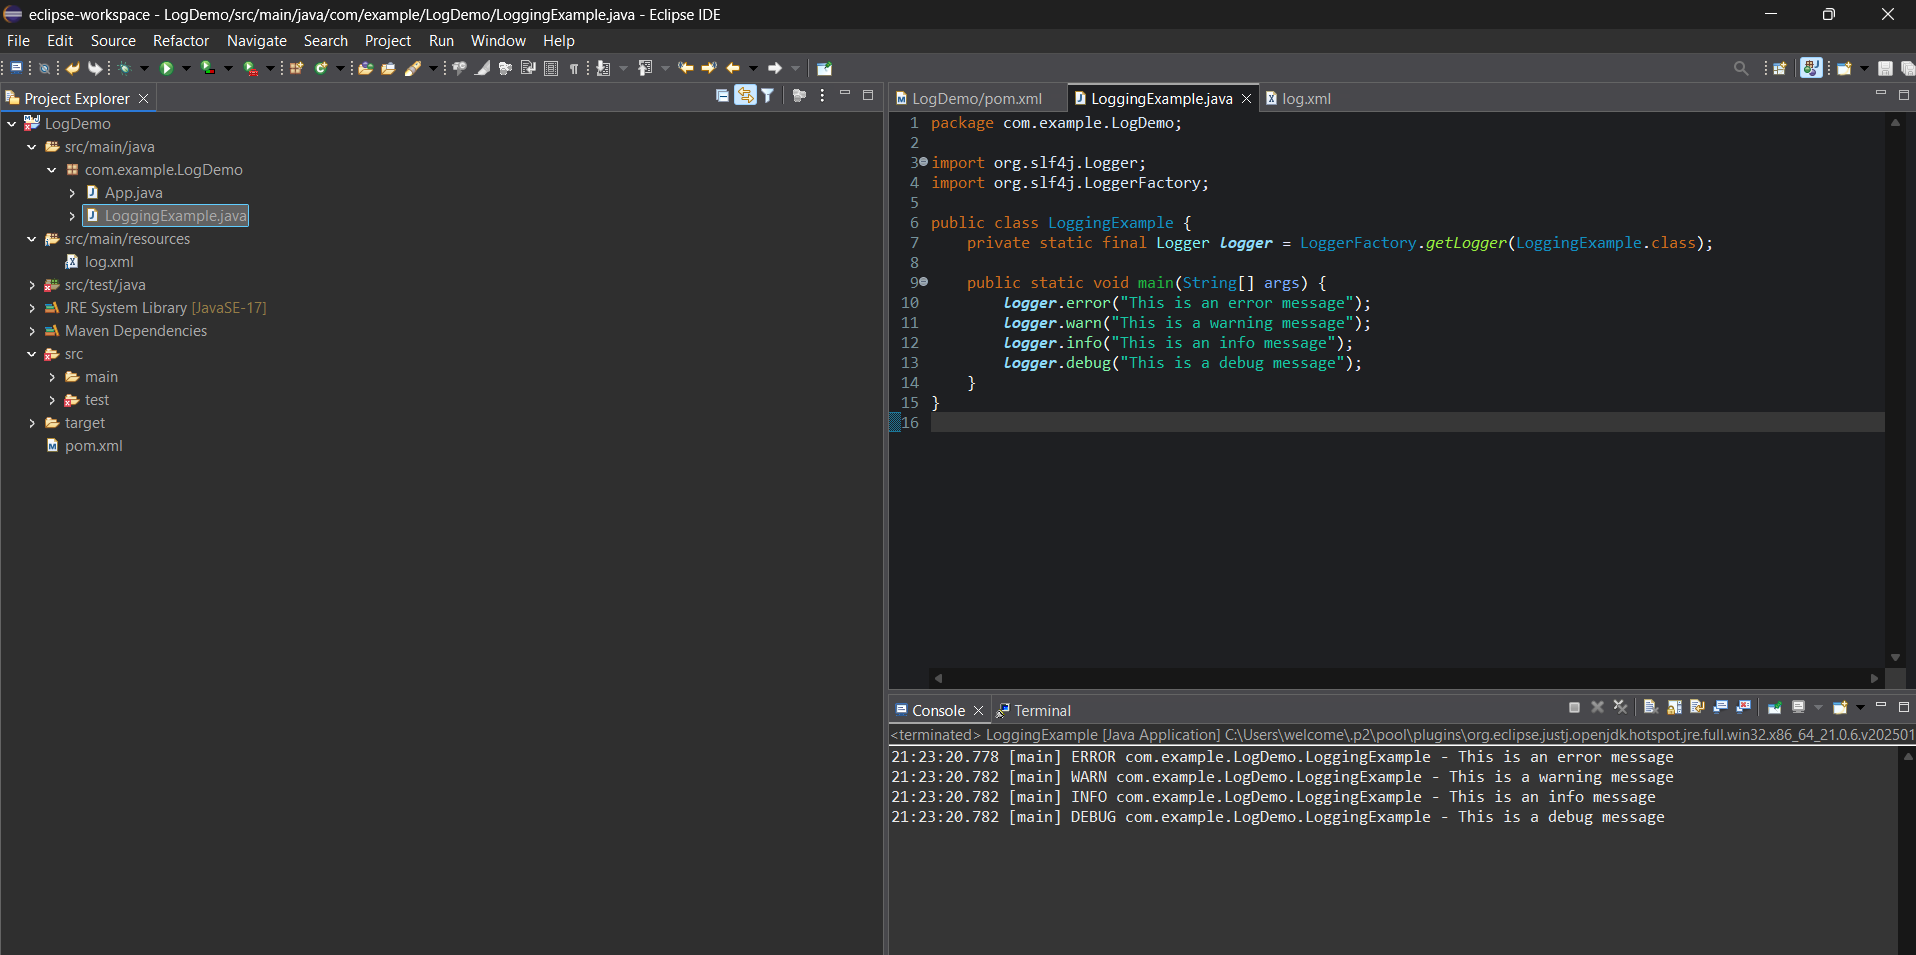 eclipse-workspace - LogDemo/src/main/java/com/example/LogDemo/LoggingExample.java - Eclipse IDE
File Edit Source Refactor Navigate Search Project Run Window Help
Project Explorer
LogDemo
src/main/java
com.example.LogDemo
App.java
LoggingExample.java
src/main/resources
log.xml
src/test/java
JRE System Library [JavaSE-17]
Maven Dependencies
src
main
test
target
pom.xml
LogDemo/pom.xml LoggingExample.java log.xml
1 package com.example.LogDemo;
2
3 import org.slf4j.Logger;
4 import org.slf4j.LoggerFactory;
5
6 public class LoggingExample {
7 private static final Logger logger = LoggerFactory.getLogger(LoggingExample.class);
8
9 public static void main(String[] args) {
10 logger.error("This is an error message");
11 logger.warn("This is a warning message");
12 logger.info("This is an info message");
13 logger.debug("This is a debug message");
14 }
15 }
16
Console Terminal
<terminated> LoggingExample [Java Application] C:\Users\welcome\.p2\pool\plugins\org.eclipse.justj.openjdk.hotspot.jre.full.win32.x86_64_21.0.6.v202501
21:23:20.778 [main] ERROR com.example.LogDemo.LoggingExample - This is an error message
21:23:20.782 [main] WARN com.example.LogDemo.LoggingExample - This is a warning message
21:23:20.782 [main] INFO com.example.LogDemo.LoggingExample - This is an info message
21:23:20.782 [main] DEBUG com.example.LogDemo.LoggingExample - This is a debug message